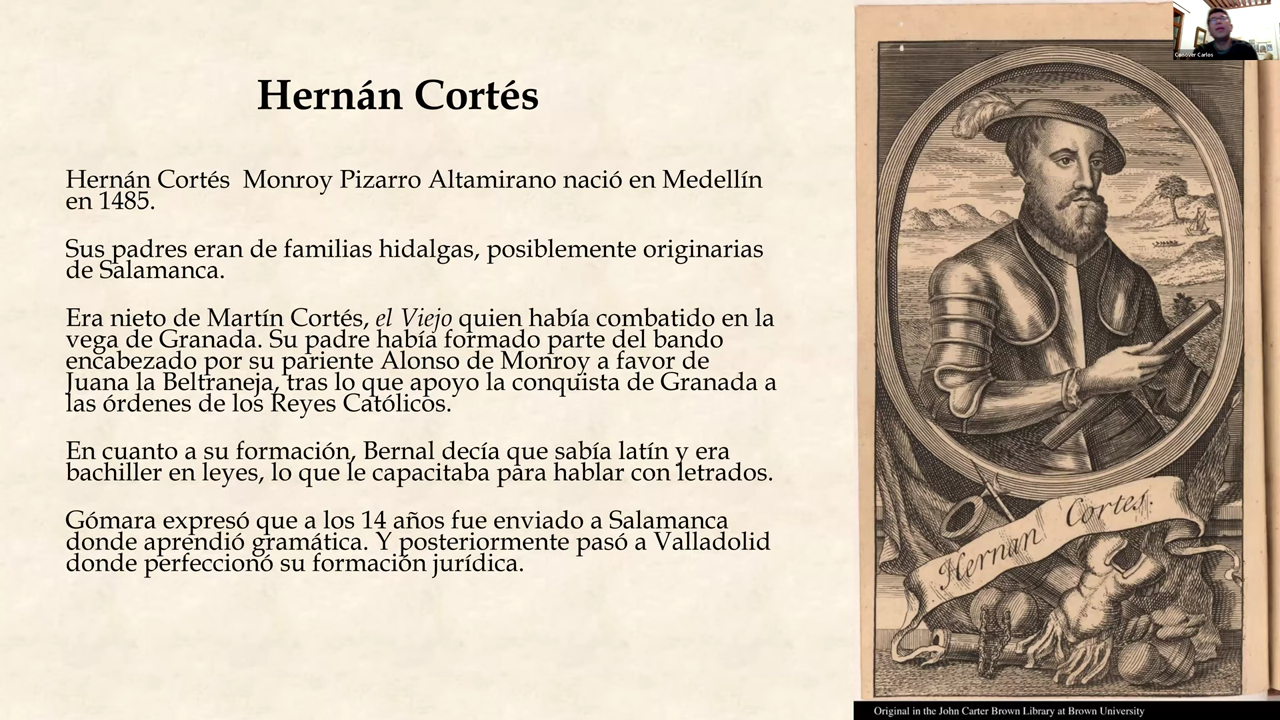 Hernán Cortés
Hernán Cortés  Monroy Pizarro Altamirano nació en Medellín
en 1485.
Sus padres eran de familias hidalgas, posiblemente originarias
de Salamanca.
Era nieto de Martín Cortés, el Viejo quien había combatido en la
vega de Granada. Su padre había formado parte del bando
encabezado por su pariente Alonso de Monroy a favor de
Juana la Beltraneja, tras lo que apoyo la conquista de Granada a
las órdenes de los Reyes Católicos.
En cuanto a su formación, Bernal decía que sabía latín y era
bachiller en leyes, lo que le capacitaba para hablar con letrados.
Gómara expresó que a los 14 años fue enviado a Salamanca
donde aprendió gramática. Y posteriormente pasó a Valladolid
donde perfeccionó su formación jurídica.
Conover Carlos
Hernan Cortes.
Original in the John Carter Brown Library at Brown University